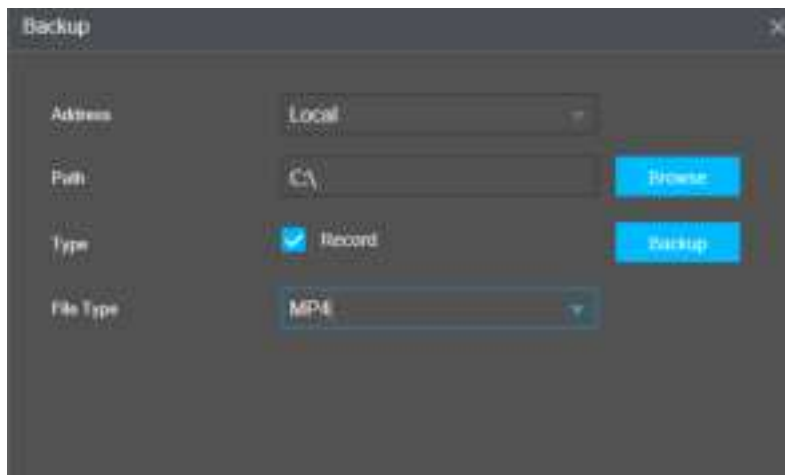 Backup
Address Local
Path C:\ Browse
Type Record Backup
File Type MP4